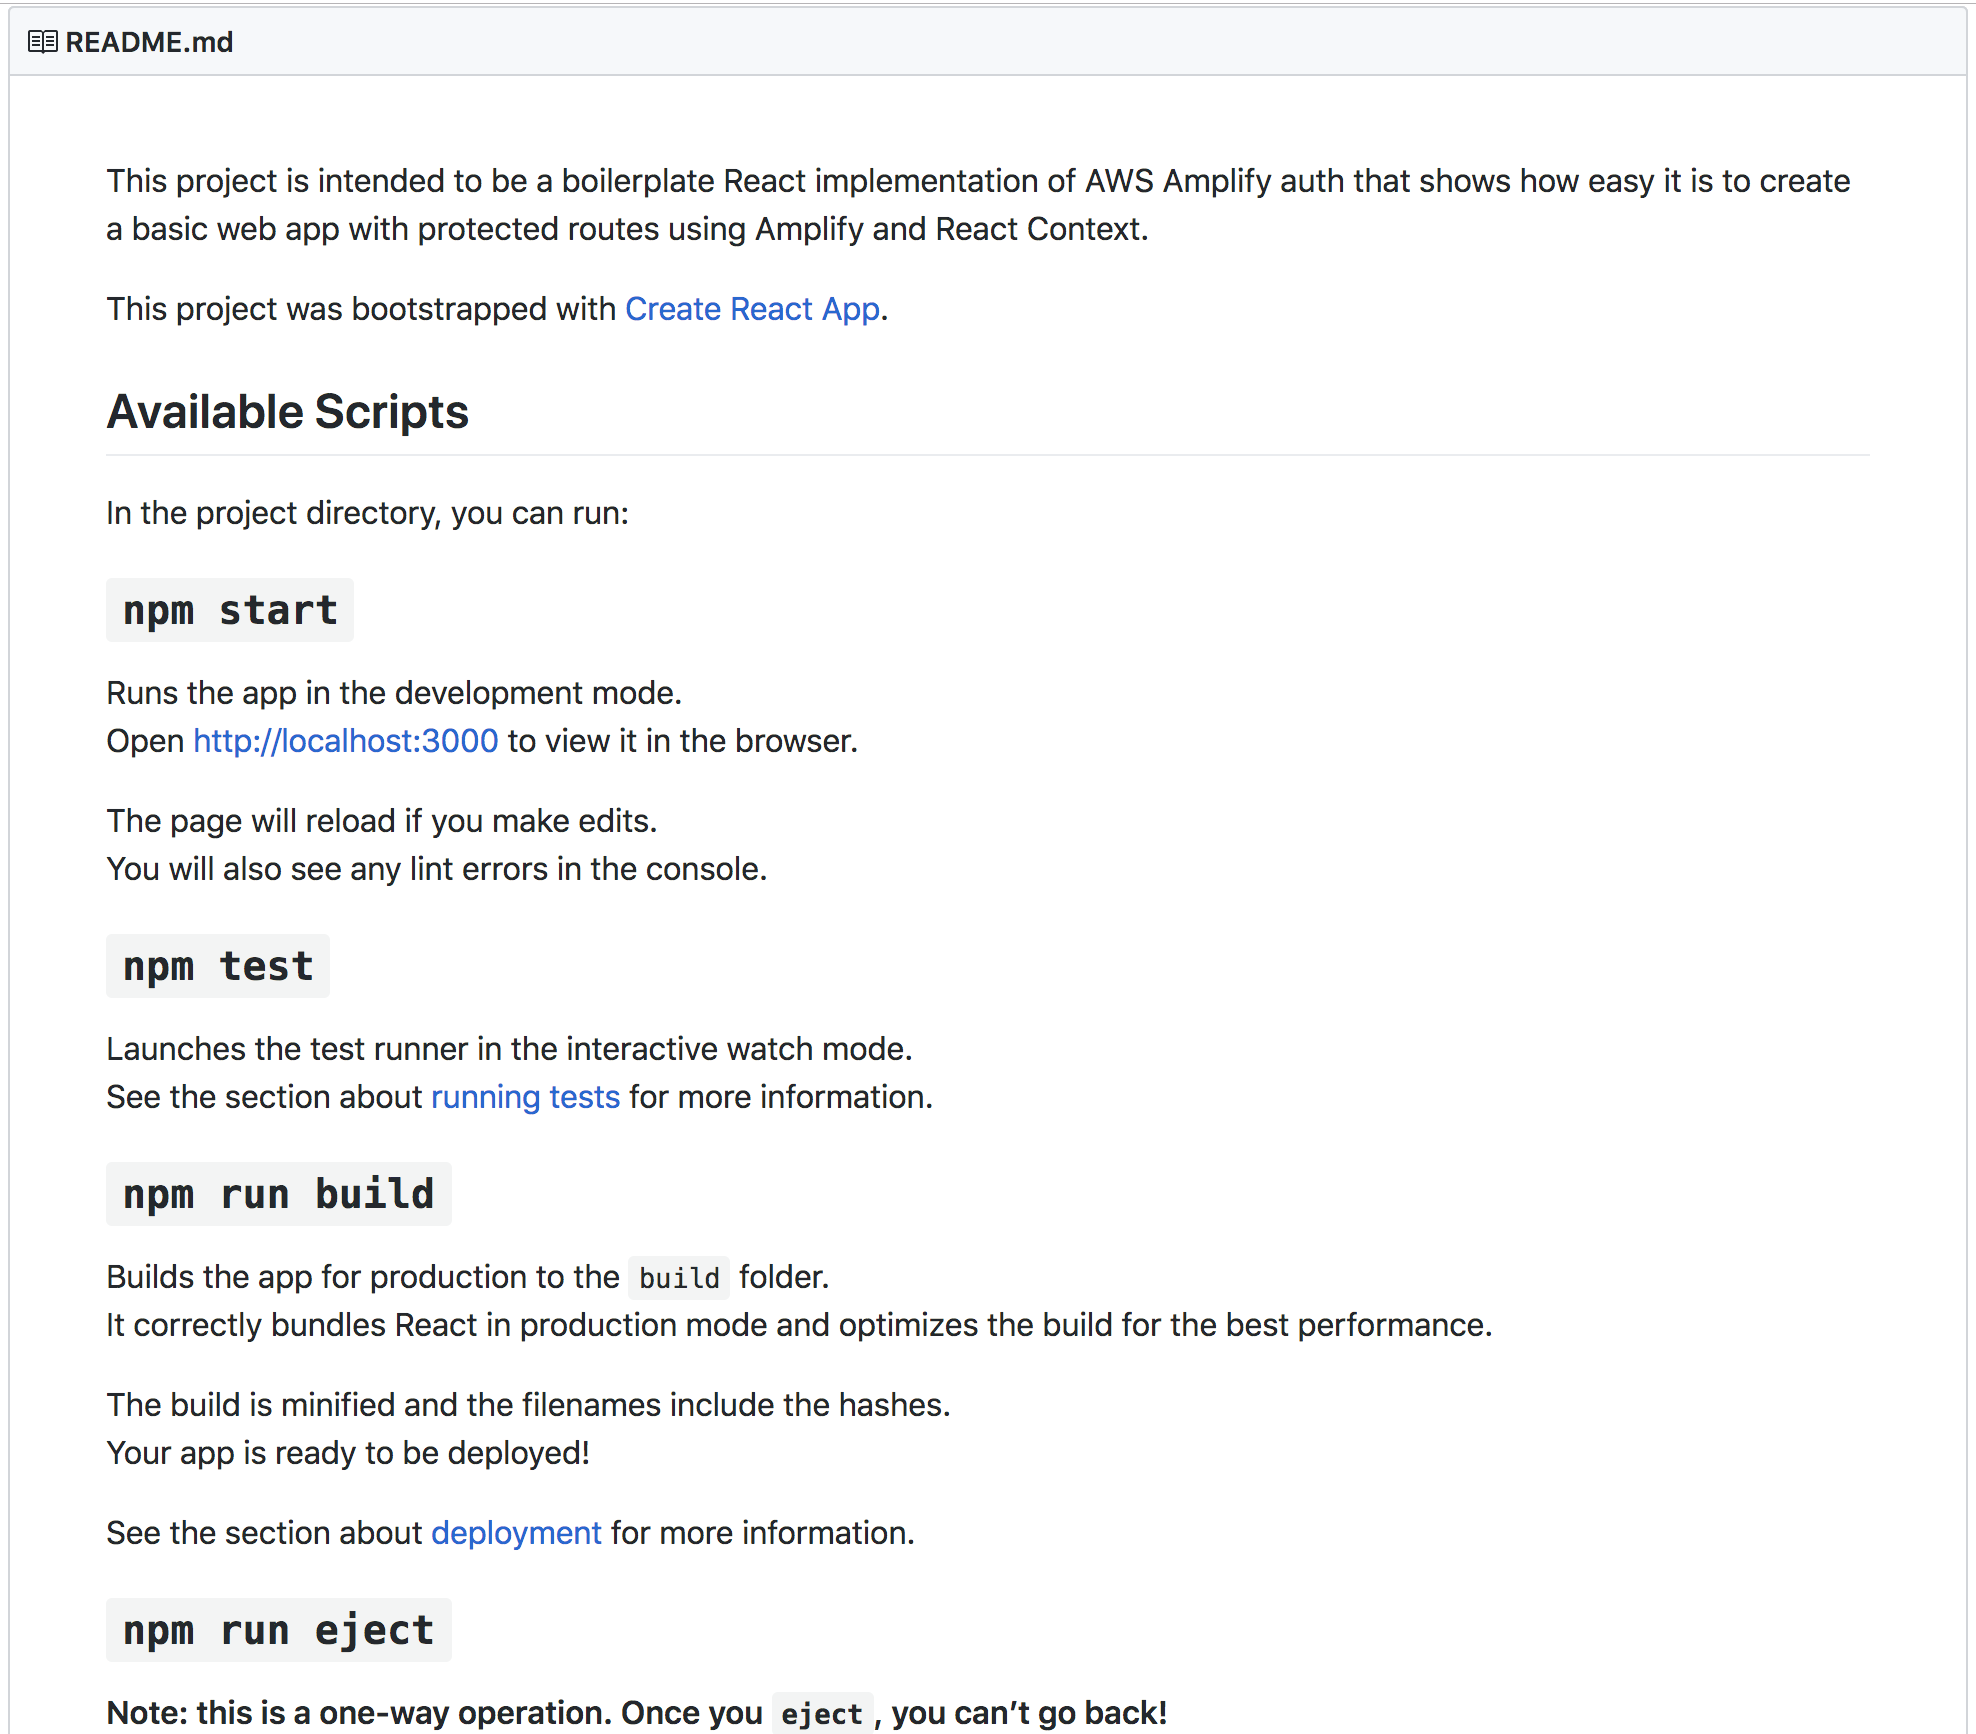 README.md
This project is intended to be a boilerplate React implementation of AWS Amplify auth that shows how easy it is to create
a basic web app with protected routes using Amplify and React Context.
This project was bootstrapped with Create React App.
Available Scripts
In the project directory, you can run:
npm start
Runs the app in the development mode.
Open http://localhost:3000 to view it in the browser.
The page will reload if you make edits.
You will also see any lint errors in the console.
npm test
Launches the test runner in the interactive watch mode.
See the section about running tests for more information.
npm run build
Builds the app for production to the build folder.
It correctly bundles React in production mode and optimizes the build for the best performance.
The build is minified and the filenames include the hashes.
Your app is ready to be deployed!
See the section about deployment for more information.
npm run eject
Note: this is a one-way operation. Once you eject, you can’t go back!